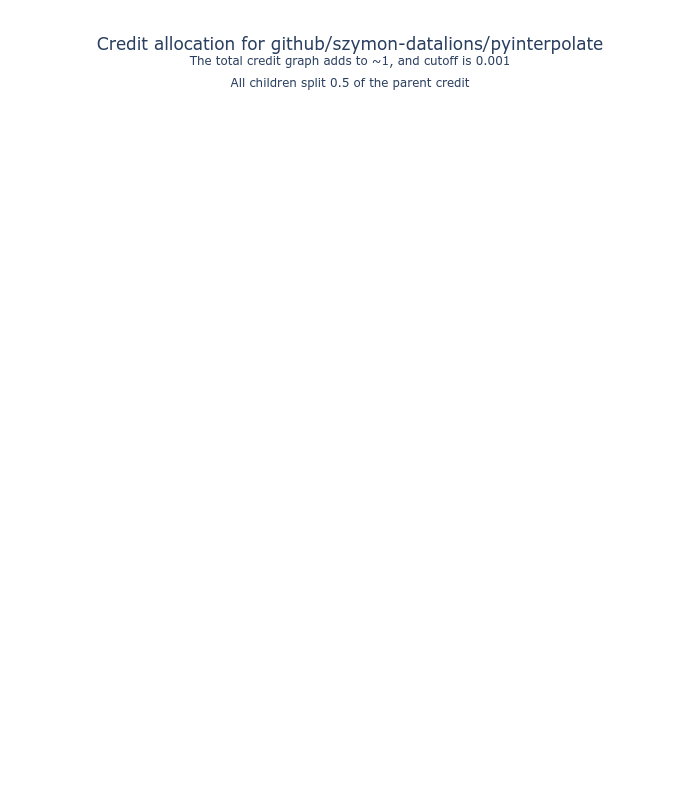 Credit allocation for github/szymon-datalions/pyinterpolate
The total credit graph adds to ~1, and cutoff is 0.001
All children split 0.5 of the parent credit